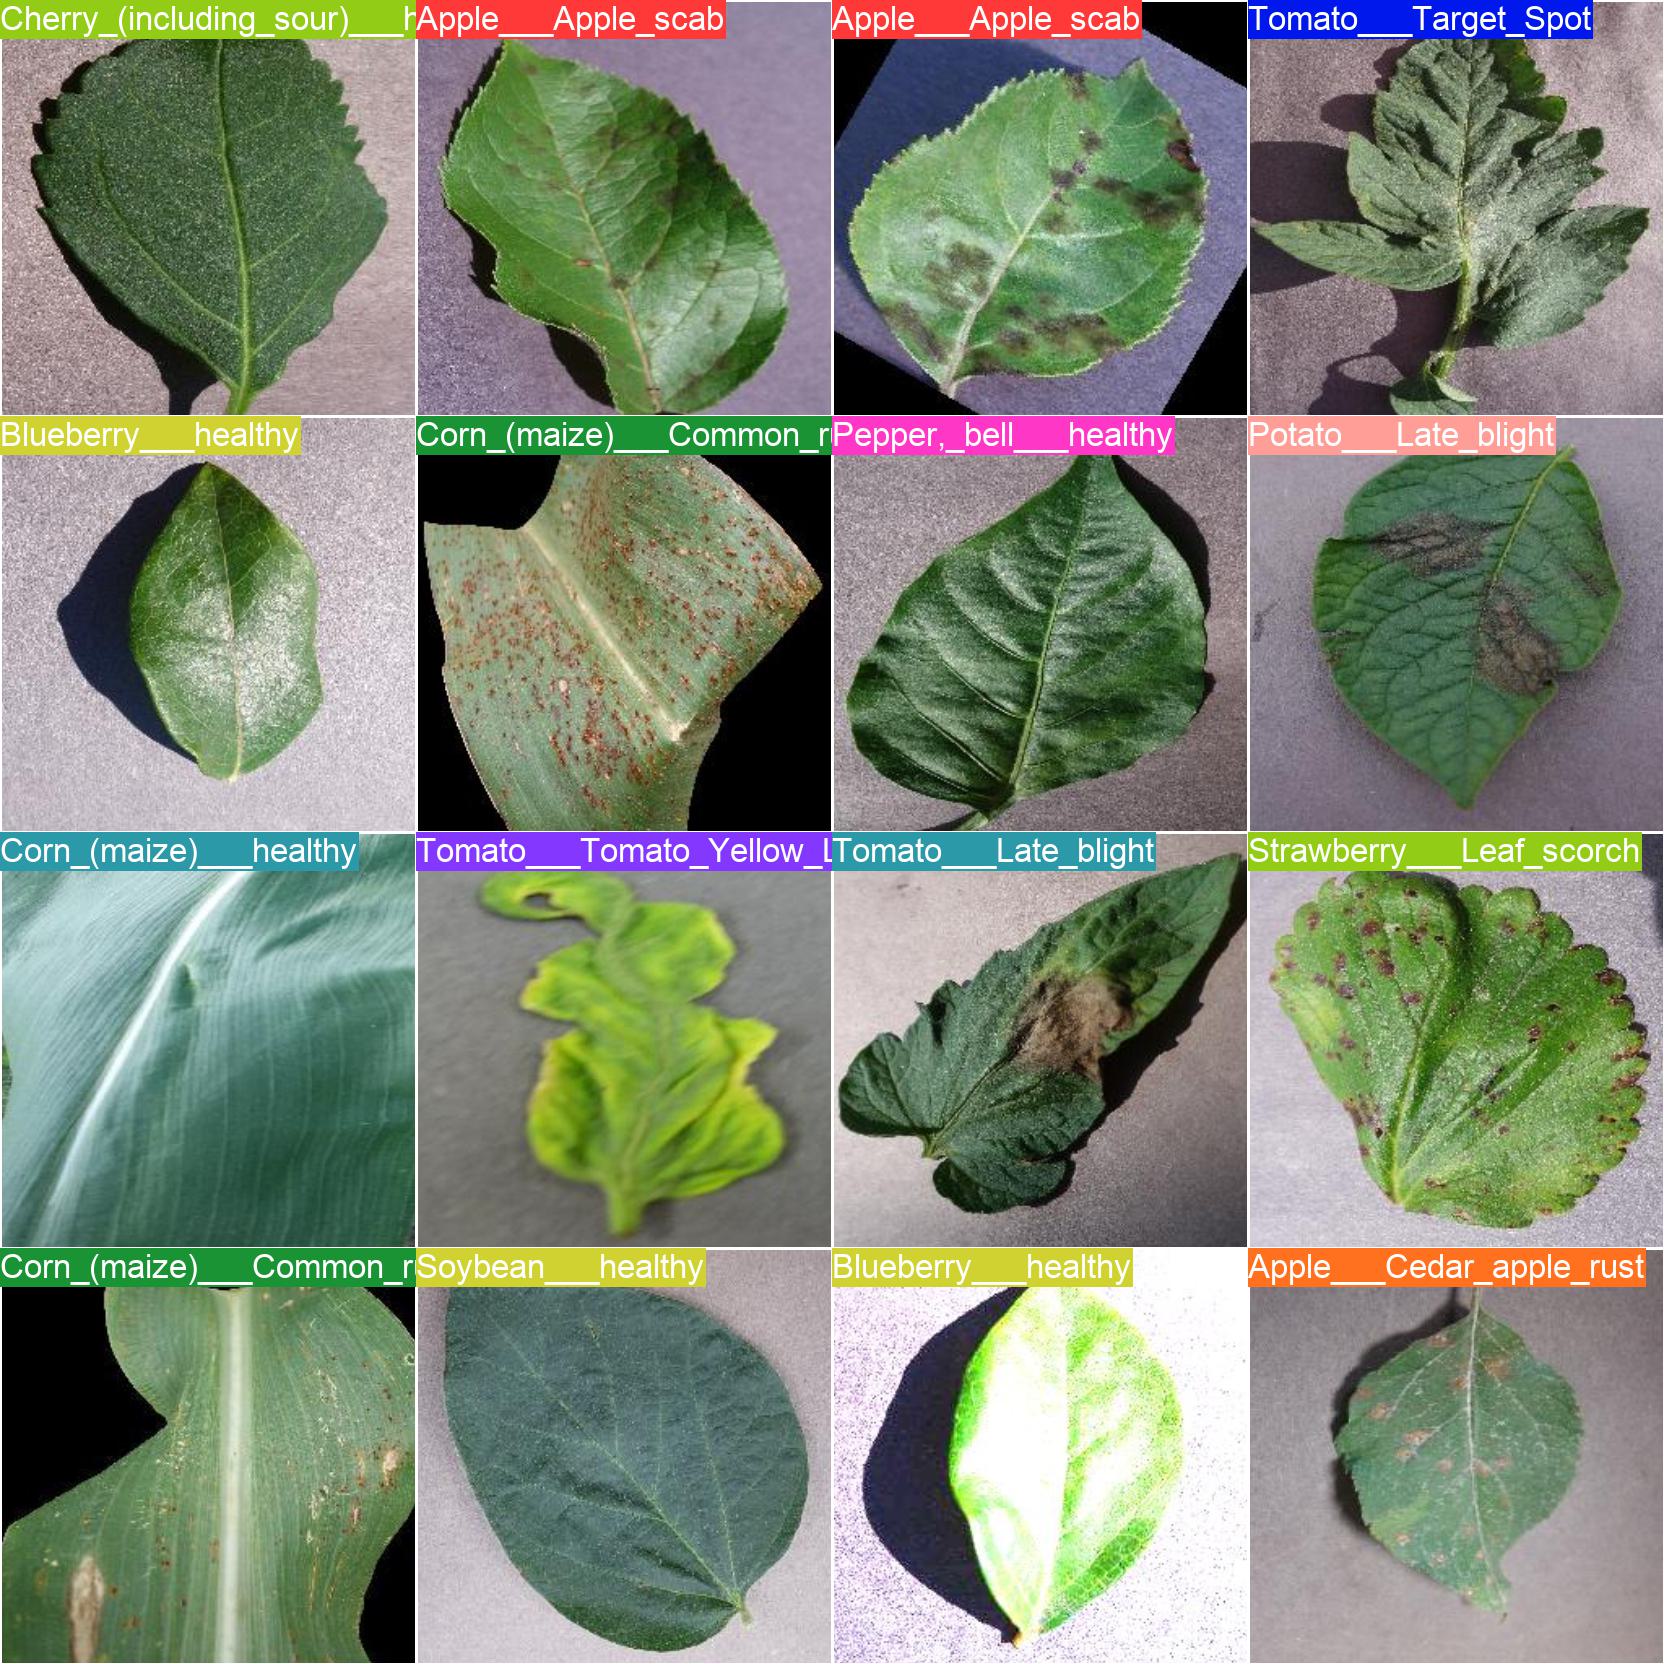 Cherry_(including_sour)___h
Apple___Apple_scab
Apple___Apple_scab
Tomato___Target_Spot
Blueberry___healthy
Corn_(maize)___Common_ru
Pepper,_bell___healthy
Potato___Late_blight
Corn_(maize)___healthy
Tomato___Tomato_Yellow_L
Tomato___Late_blight
Strawberry___Leaf_scorch
Corn_(maize)___Common_r
Soybean___healthy
Blueberry___healthy
Apple___Cedar_apple_rust